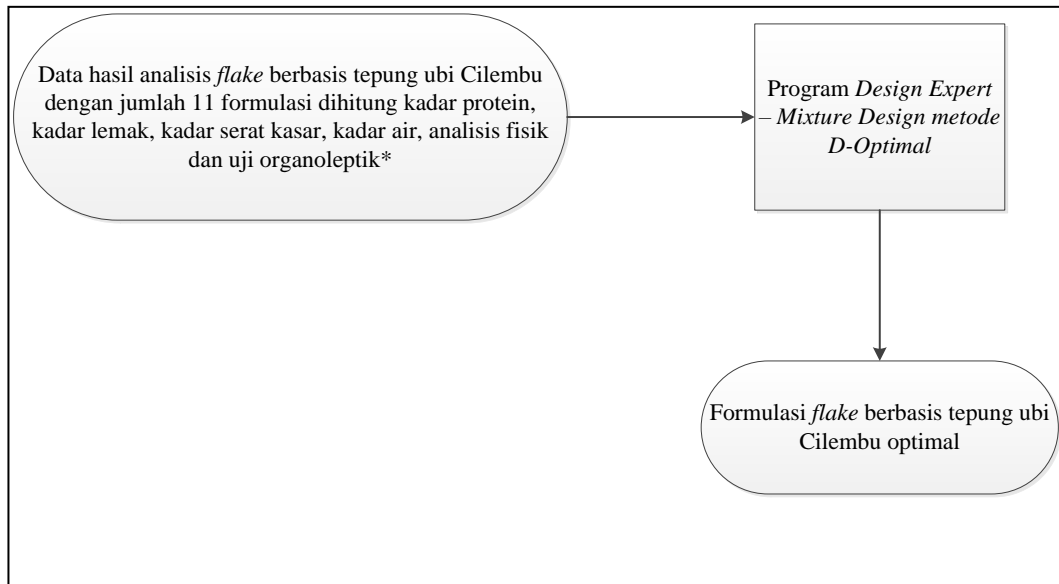 Data hasil analisis flake berbasis tepung ubi Cilembu
dengan jumlah 11 formulasi dihitung kadar protein,
kadar lemak, kadar serat kasar, kadar air, analisis fisik
dan uji organoleptik*
Program Design Expert
– Mixture Design metode
D-Optimal
Formulasi flake berbasis tepung ubi
Cilembu optimal